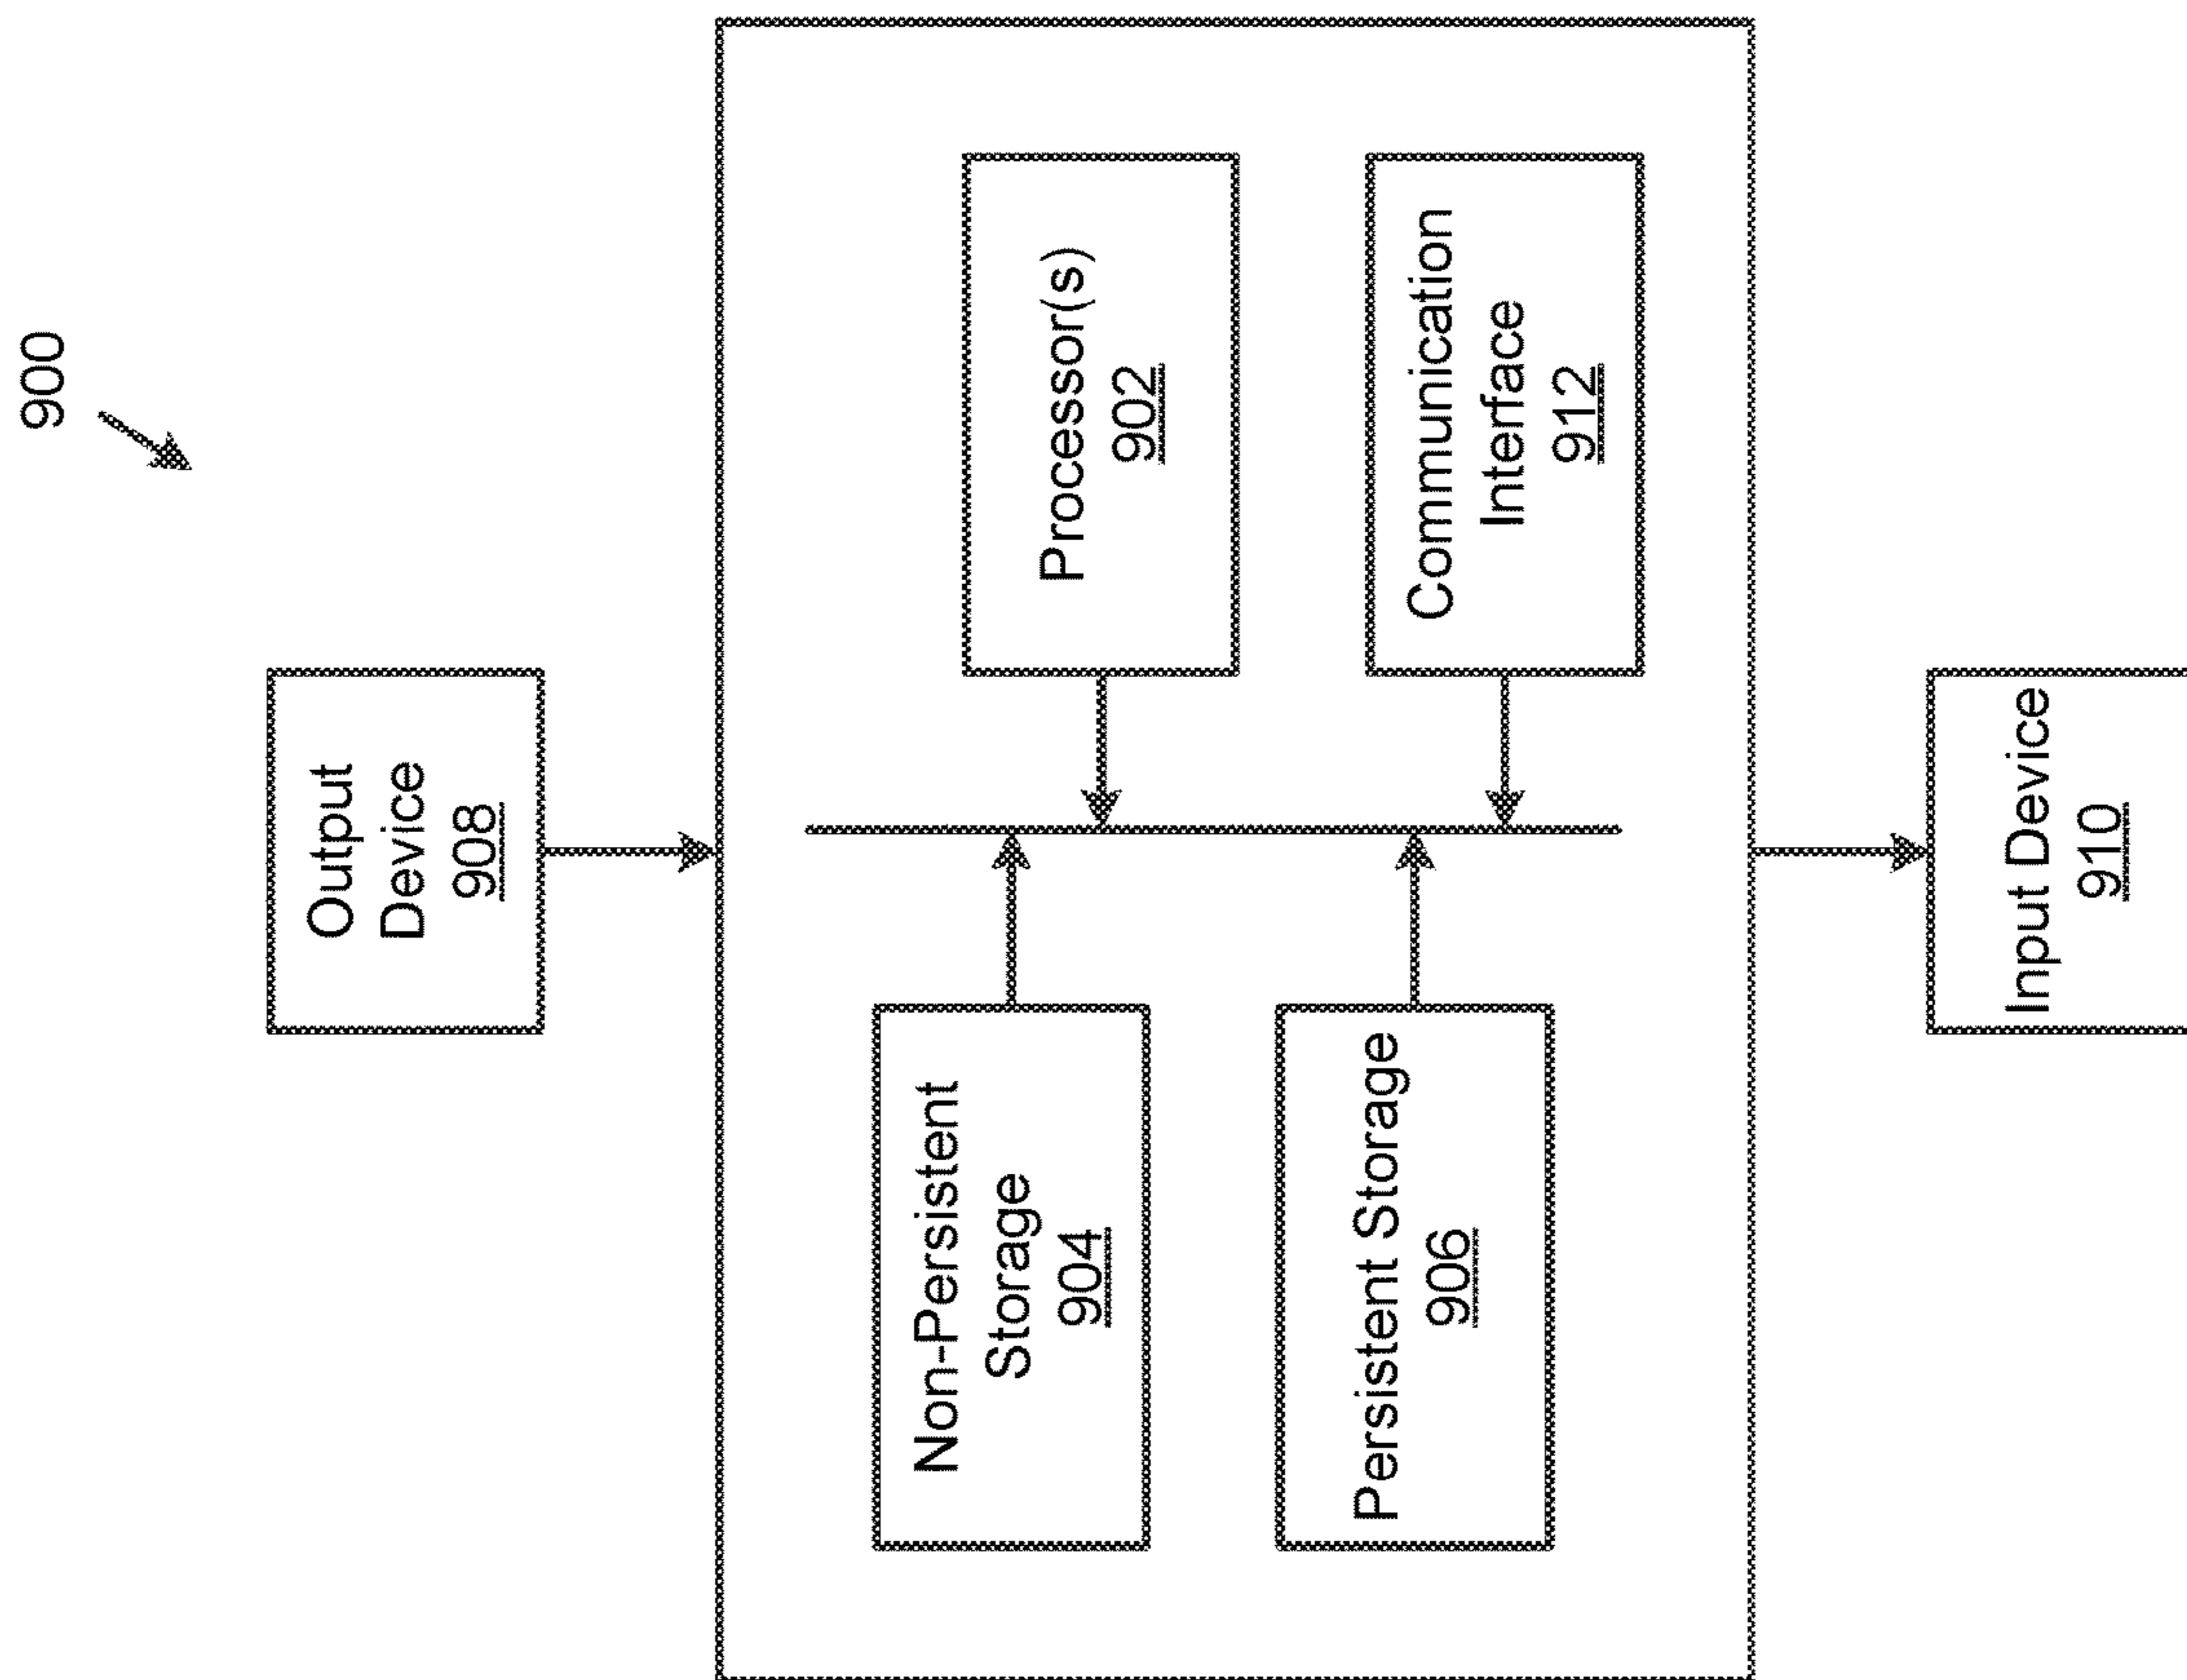 900
Output
Device
908
Non-Persistent
Storage
904
Processor(s)
902
Persistent Storage
906
Communication
Interface
912
Input Device
910